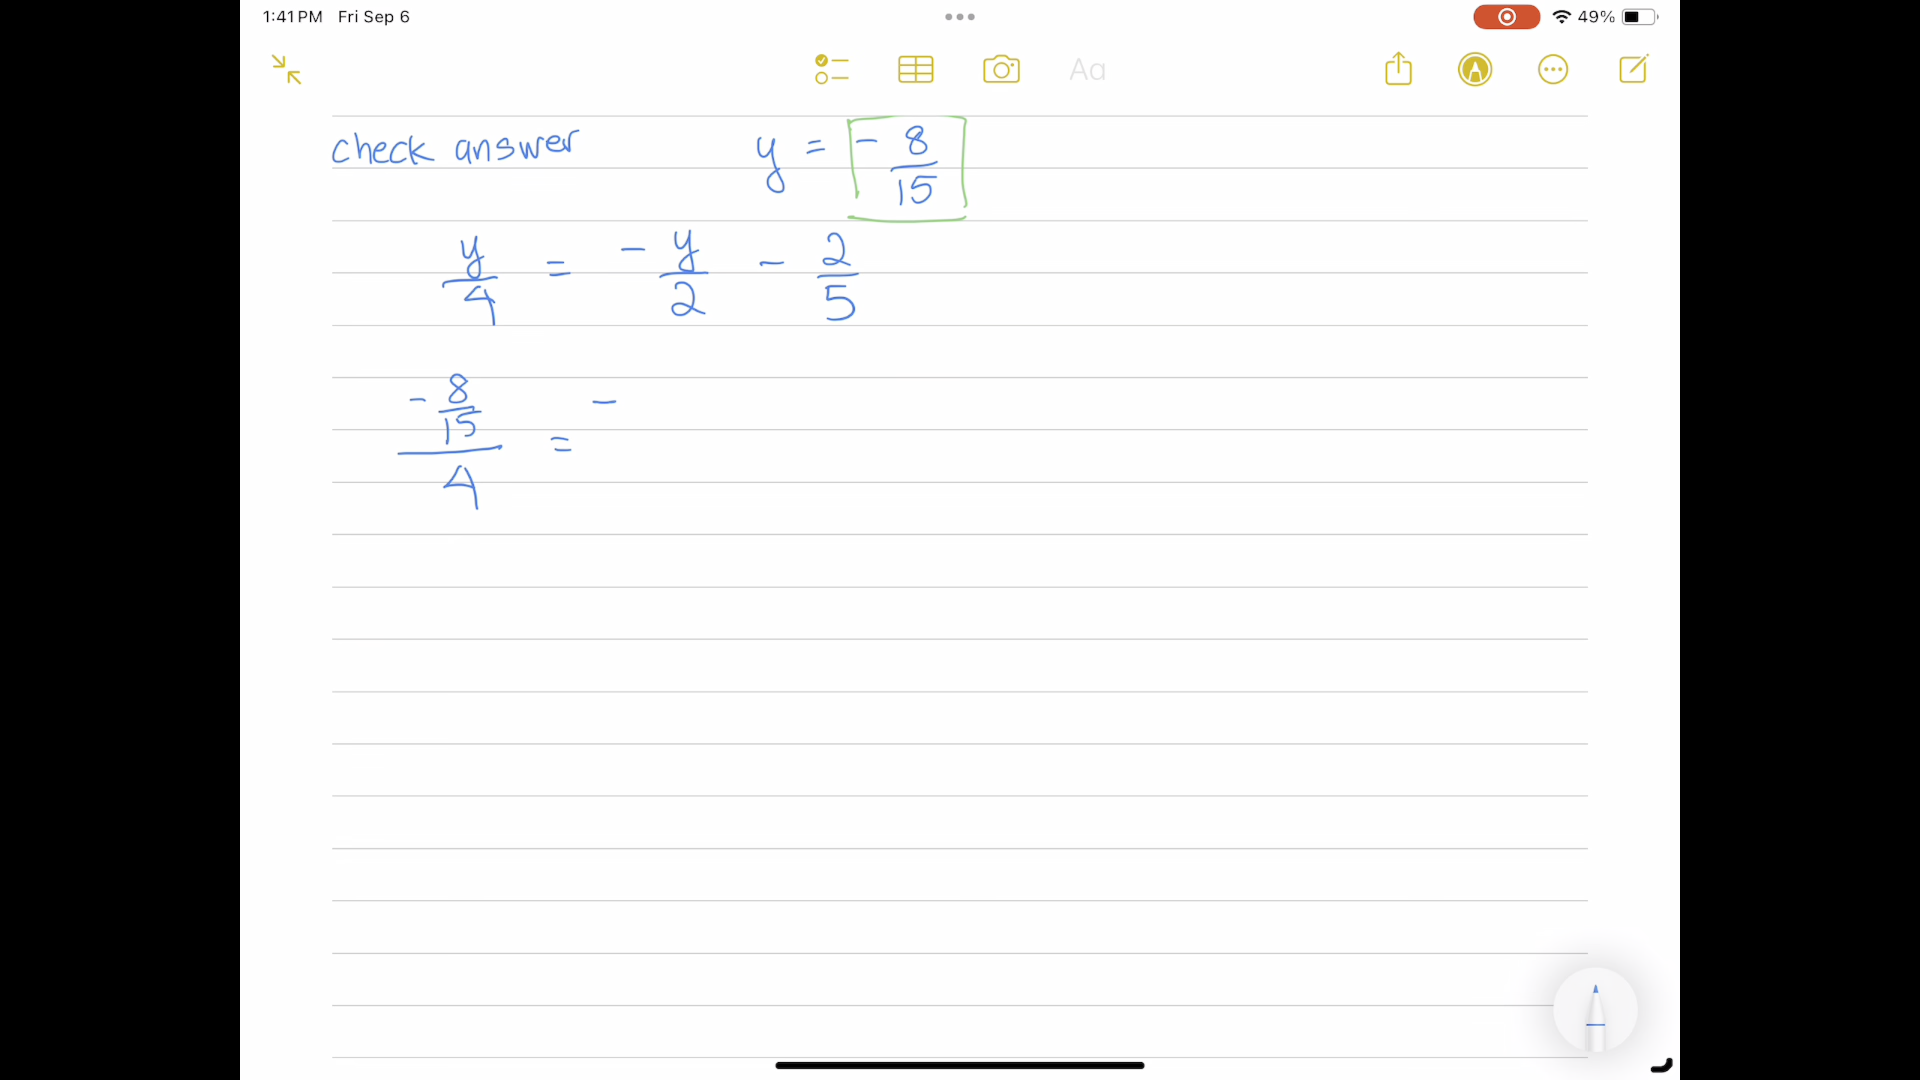 1:41 PM Fri Sep 6 49%
Aa
check answer y = - 8/15
y/4 = - y/2 - 2/5
(- 8/15)/4 = -